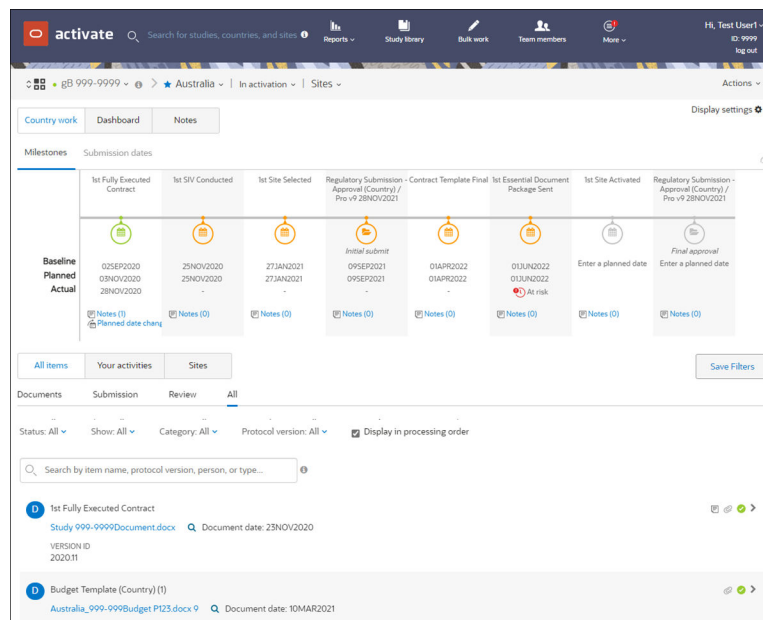 activate
Search for studies, countries, and sites
Reports
Study library
Bulk work
Team members
More
Hi, Test User1
ID: 9999
log out
gB 999-9999
Australia
In activation
Sites
Actions
Country work
Dashboard
Notes
Display settings
Milestones
Submission dates
1st Fully Executed Contract
1st SIV Conducted
1st Site Selected
Regulatory Submission - Approval (Country) / Pro v9 28NOV2021
Contract Template Final
1st Essential Document Package Sent
1st Site Activated
Regulatory Submission - Approval (Country) / Pro v9 28NOV2021
Initial submit
Final approval
Baseline
02SEP2020
25NOV2020
27JAN2021
09SEP2021
01APR2022
01JUN2022
Enter a planned date
Enter a planned date
Planned
03NOV2020
25NOV2020
27JAN2021
09SEP2021
01APR2022
01JUN2022
Actual
28NOV2020
-
-
-
At risk
Notes (1)
Notes (0)
Notes (0)
Notes (0)
Notes (0)
Notes (0)
Notes (0)
Notes (0)
Planned date chang
All items
Your activities
Sites
Save Filters
Documents
Submission
Review
All
Status: All
Show: All
Category: All
Protocol version: All
Display in processing order
Search by item name, protocol version, person, or type...
D
1st Fully Executed Contract
Study 999-9999Document.docx
Document date: 23NOV2020
VERSION ID
2020.11
D
Budget Template (Country) (1)
Australia_999-999Budget P123.docx 9
Document date: 10MAR2021